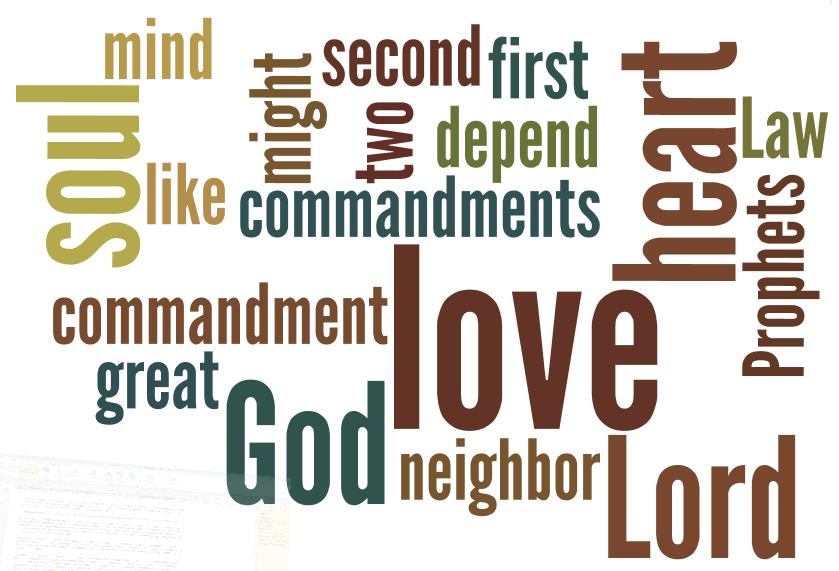 mind
second
first
might
soul
two
depend
heart
Law
like
commandments
Prophets
love
commandment
great
God
neighbor
Lord